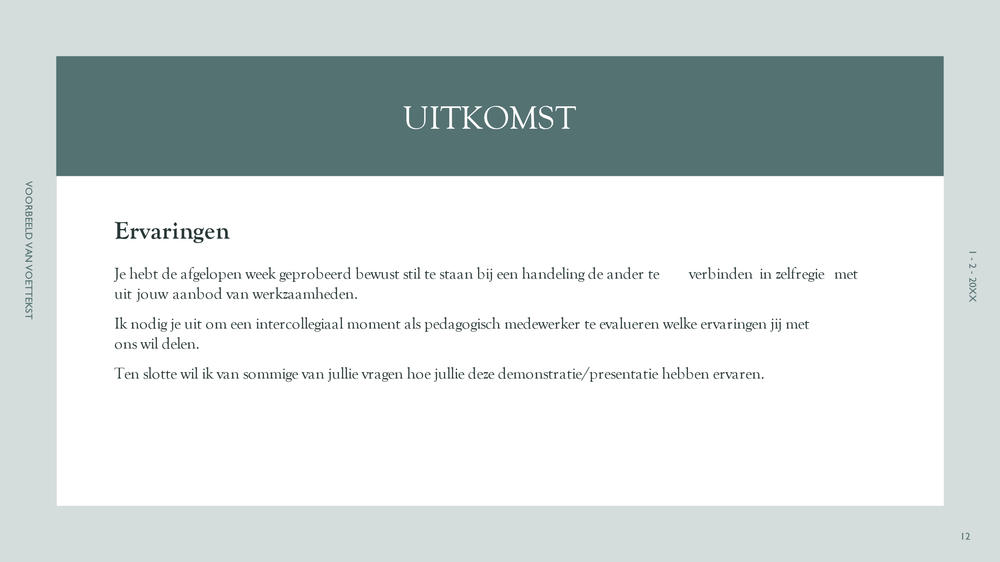 UITKOMST
Ervaringen
Je hebt de afgelopen week geprobeerd bewust stil te staan bij een handeling de ander te verbinden in zelfregie met
uit jouw aanbod van werkzaamheden.
Ik nodig je uit om een intercollegiaal moment als pedagogisch medewerker te evalueren welke ervaringen jij met
ons wil delen.
Ten slotte wil ik van sommige van jullie vragen hoe jullie deze demonstratie/presentatie hebben ervaren.
VOORBEELD VAN VOETTEKST
1 - 2 - 20XX
12